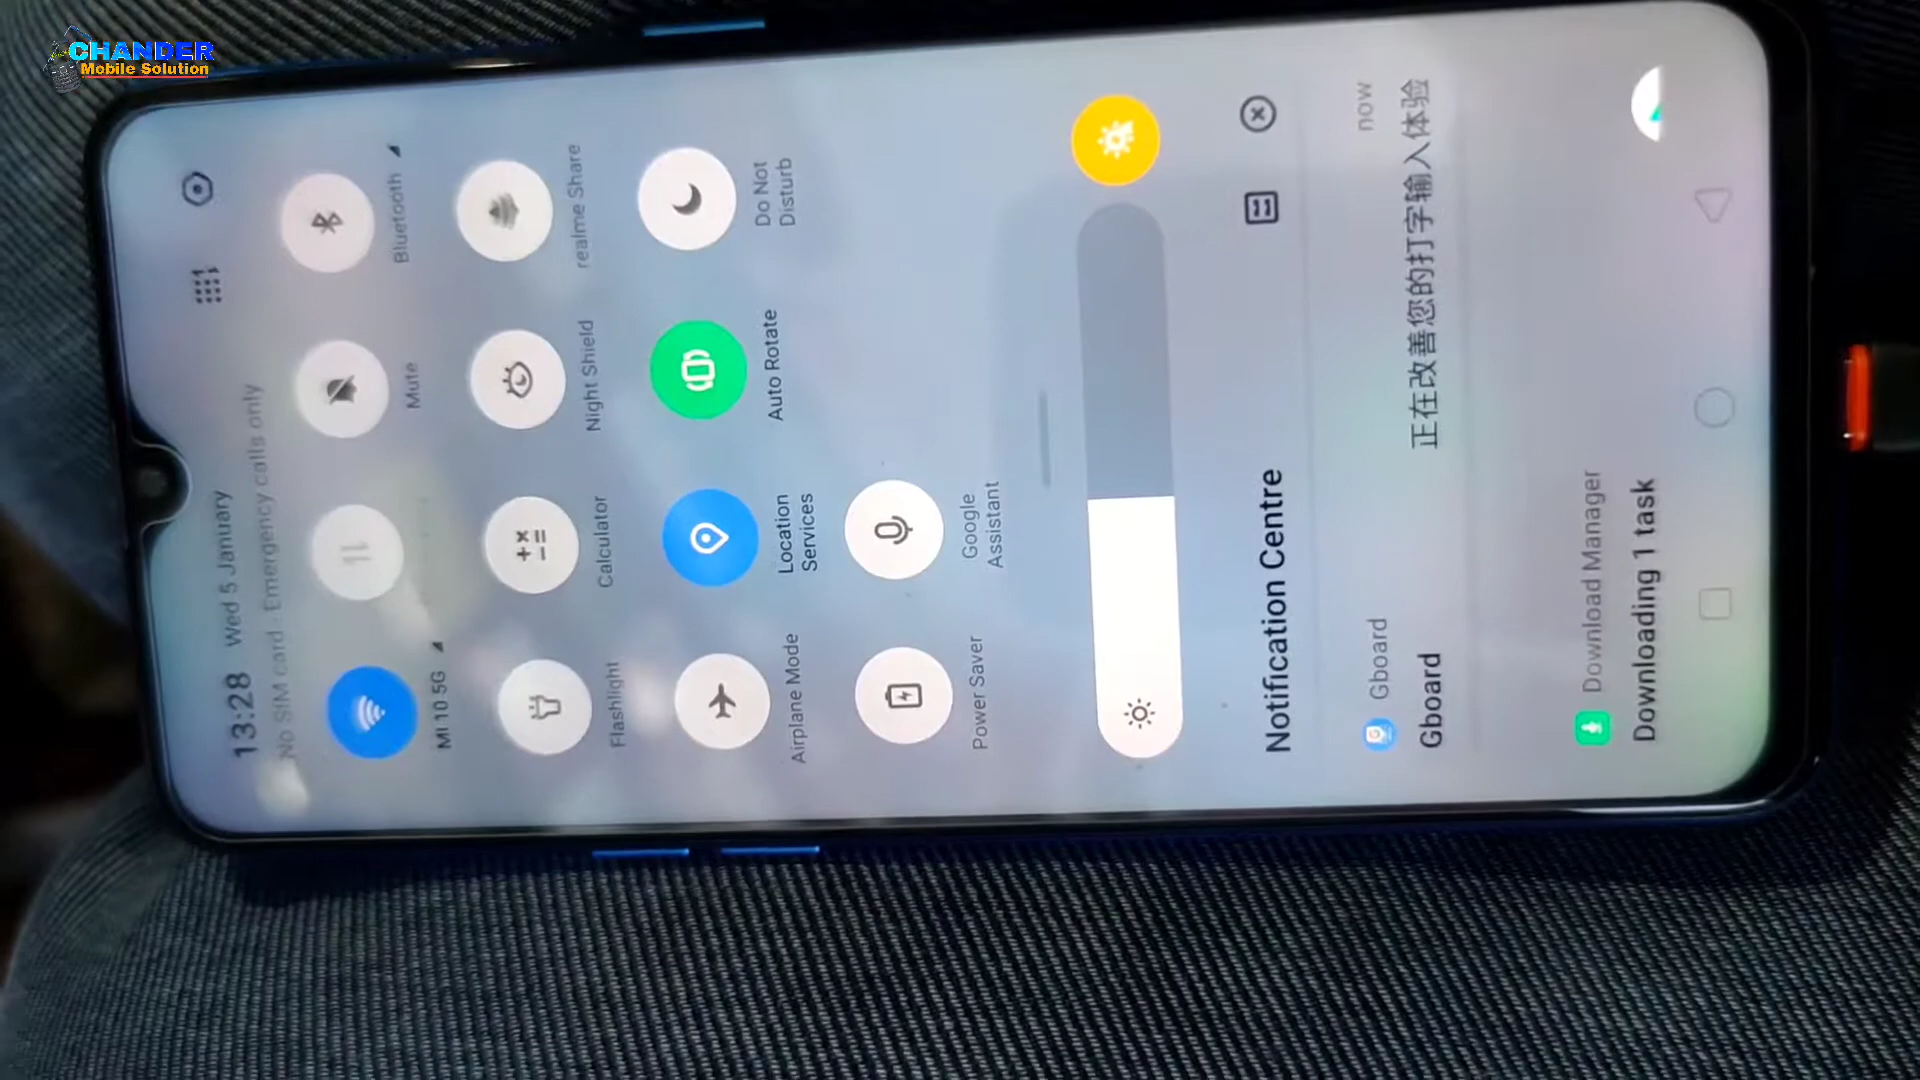 CHANDER
Mobile Solution
13:28 Wed 5 January
No SIM card - Emergency calls only
MI 10 5G
Mute
Bluetooth
Flashlight
Calculator
Night Shield
realme Share
Airplane Mode
Location
Services
Auto Rotate
Do Not
Disturb
Power Saver
Google
Assistant
Notification Centre
Gboard now
Gboard 正在改善您的打字输入体验
Download Manager
Downloading 1 task